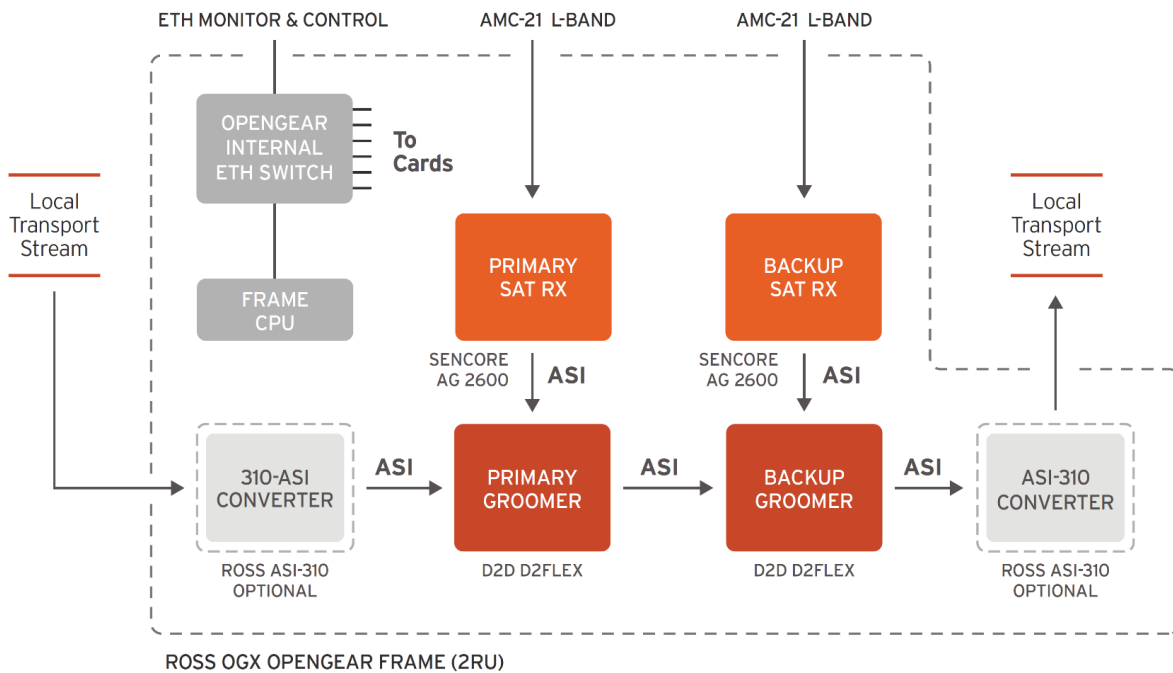 ETH MONITOR & CONTROL
AMC-21 L-BAND
AMC-21 L-BAND
OPENGEAR
INTERNAL
ETH SWITCH
To
Cards
Local
Transport
Stream
Local
Transport
Stream
PRIMARY
SAT RX
BACKUP
SAT RX
FRAME
CPU
SENCORE
AG 2600
ASI
SENCORE
AG 2600
ASI
310-ASI
CONVERTER
ASI
PRIMARY
GROOMER
ASI
BACKUP
GROOMER
ASI
ASI-310
CONVERTER
ROSS ASI-310
OPTIONAL
D2D D2FLEX
D2D D2FLEX
ROSS ASI-310
OPTIONAL
ROSS OGX OPENGEAR FRAME (2RU)